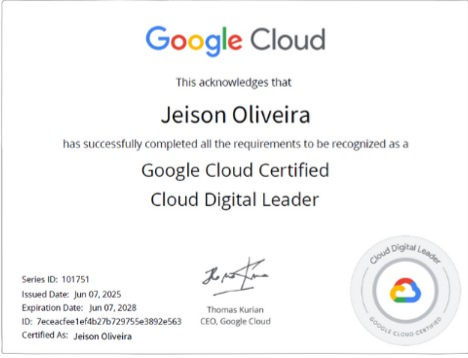 Google Cloud
This acknowledges that
Jeison Oliveira
has successfully completed all the requirements to be recognized as a
Google Cloud Certified
Cloud Digital Leader
Series ID: 101751
Issued Date: Jun 07, 2025
Expiration Date: Jun 07, 2028
ID: 7eceacfee1ef4b27b729755e3892e563
Certified As: Jeison Oliveira
Thomas Kurian
CEO, Google Cloud
Cloud Digital Leader
GOOGLE CLOUD CERTIFIED